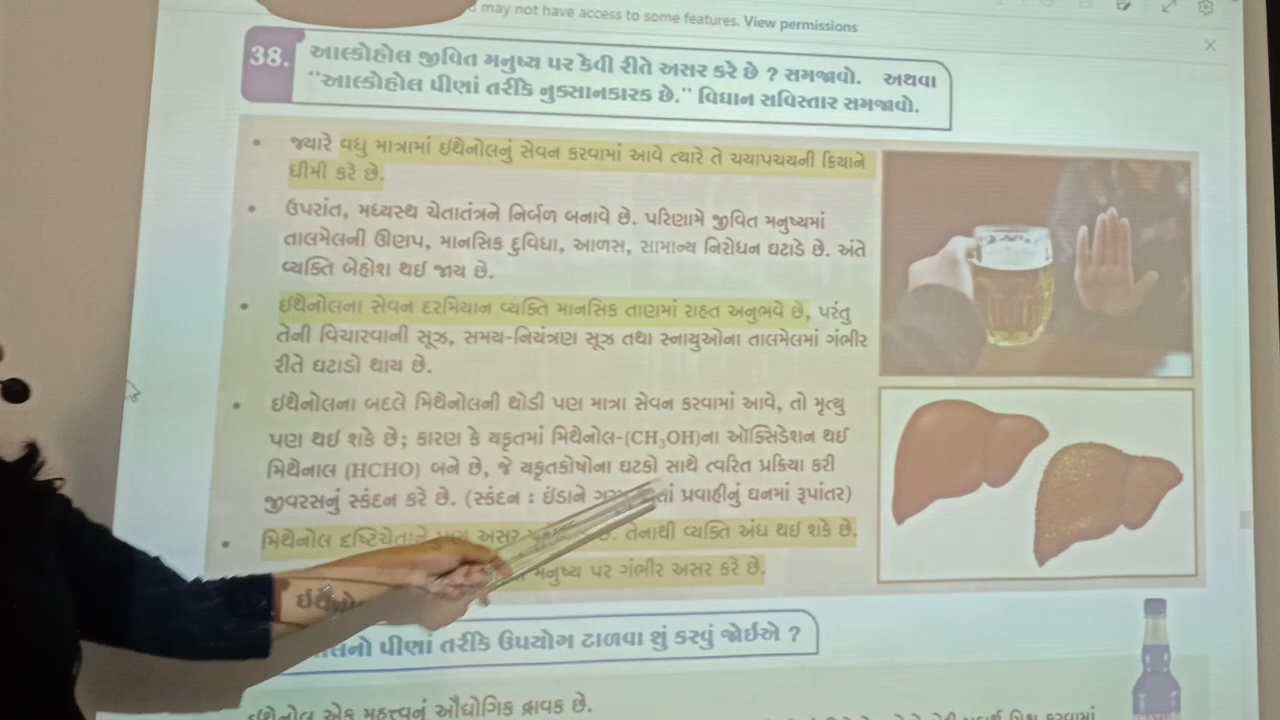 may not have access to some features. View permissions
38. આલ્કોહોલ જીવિત મનુષ્ય પર કેવી રીતે અસર કરે છે ? સમજાવો. અથવા
"આલ્કોહોલ પીણાં તરીકે નુકસાનકારક છે." વિધાન સવિસ્તાર સમજાવો.
• જ્યારે વધુ માત્રામાં ઈથેનોલનું સેવન કરવામાં આવે ત્યારે તે ચયાપચયની ક્રિયાને
ધીમી કરે છે.
• ઉપરાંત, મધ્યસ્થ ચેતાતંત્રને નિર્બળ બનાવે છે. પરિણામે જીવિત મનુષ્યમાં
તાલમેલની ઊણપ, માનસિક દુવિધા, આળસ, સામાન્ય નિરોધન ઘટાડે છે. અંતે
વ્યક્તિ બેહોશ થઈ જાય છે.
• ઈથેનોલના સેવન દરમિયાન વ્યક્તિ માનસિક તાણમાં રાહત અનુભવે છે, પરંતુ
તેની વિચારવાની સૂઝ, સમય-નિયંત્રણ સૂઝ તથા સ્નાયુઓના તાલમેલમાં ગંભીર
રીતે ઘટાડો થાય છે.
• ઈથેનોલના બદલે મિથેનોલની થોડી પણ માત્રા સેવન કરવામાં આવે, તો મૃત્યુ
પણ થઈ શકે છે; કારણ કે યકૃતમાં મિથેનોલ-(CH₃OH)ના ઑક્સિડેશન થઈ
મિથેનાલ (HCHO) બને છે, જે યકૃતકોષોના ઘટકો સાથે ત્વરિત પ્રક્રિયા કરી
જીવરસનું સ્કંદન કરે છે. (સ્કંદન : ઈંડાને પ્રવાહીનું ઘનમાં રૂપાંતર)
• મિથેનોલ દૃષ્ટિચેતાને પણ અસર છે. તેનાથી વ્યક્તિ અંધ થઈ શકે છે.
મનુષ્ય પર ગંભીર અસર કરે છે.
પીણાં તરીકે ઉપયોગ ટાળવા શું કરવું જોઈએ ?
ઈથેનોલ એક મહત્ત્વનું ઔદ્યોગિક દ્રાવક છે.